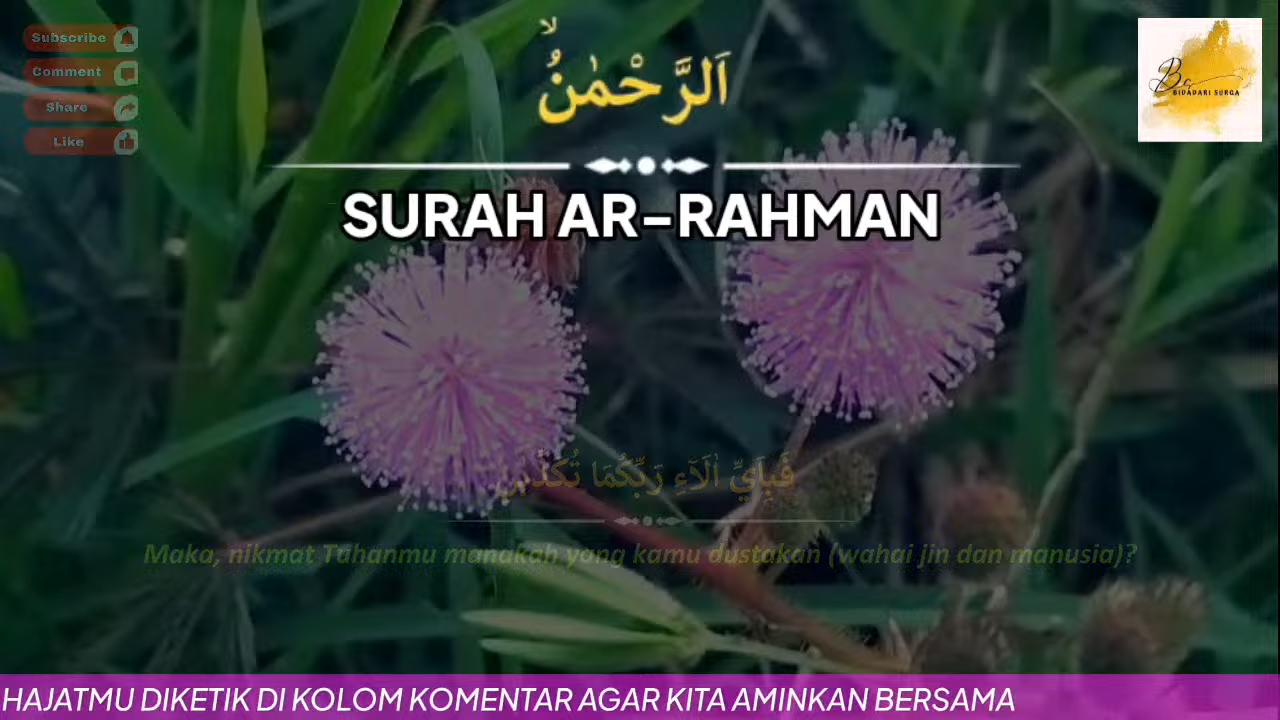 Subscribe
Comment
Share
Like
اَلرَّحْمٰنُۙ
SURAH AR-RAHMAN
BIDADARI SURGA
فَبِاَيِّ اٰلَاۤءِ رَبِّكُمَا تُكَذِّبٰنِ
Maka, nikmat Tuhanmu manakah yang kamu dustakan (wahai jin dan manusia)?
HAJATMU DIKETIK DI KOLOM KOMENTAR AGAR KITA AMINKAN BERSAMA